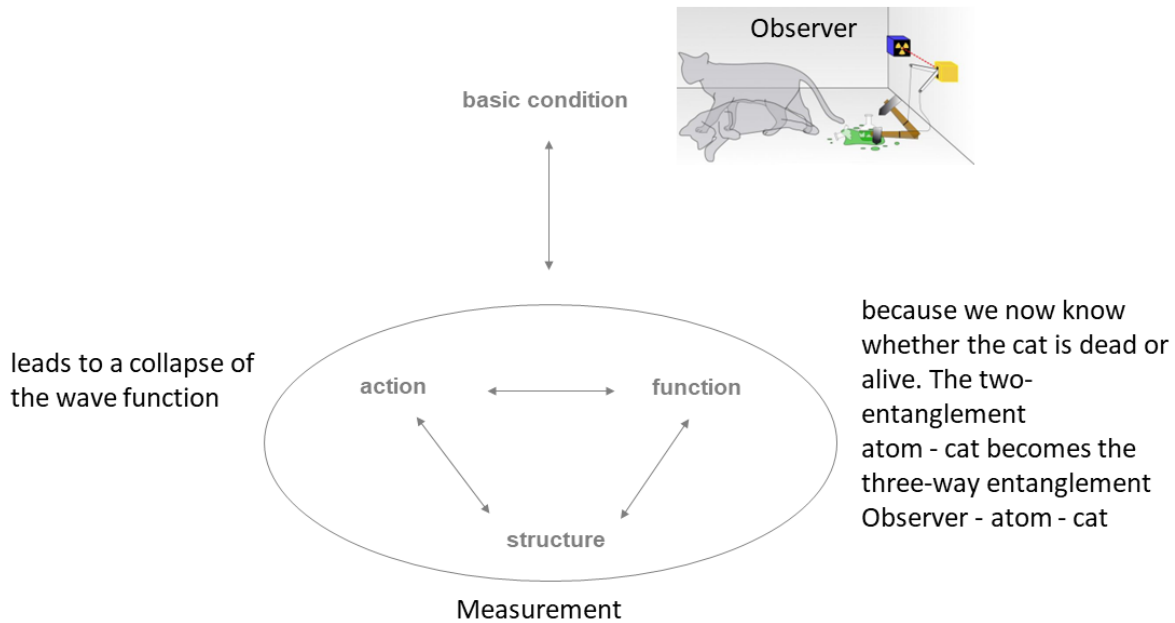 Observer
basic condition
leads to a collapse of
the wave function
action
function
structure
because we now know
whether the cat is dead or
alive. The two-
entanglement
atom - cat becomes the
three-way entanglement
Observer - atom - cat
Measurement